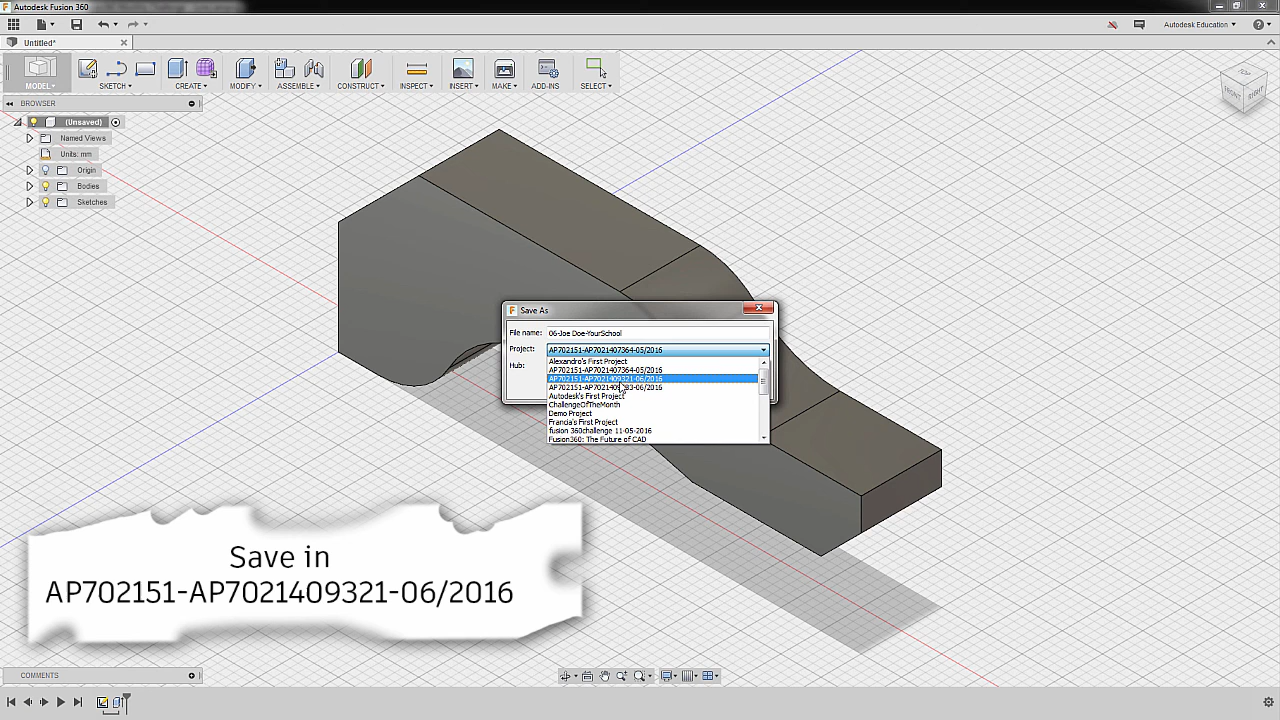 Autodesk Fusion 360
Autodesk Education
Untitled*
MODEL
SKETCH
CREATE
MODIFY
ASSEMBLE
CONSTRUCT
INSPECT
INSERT
MAKE
ADD-INS
SELECT
BROWSER
(Unsaved)
Named Views
Units: mm
Origin
Bodies
Sketches
TOP
FRONT
RIGHT
Save As
File name: 06-Joe Doe-YourSchool
Project: AP702151-AP7021407364-05/2016
Hub:
Alexandro's First Project
AP702151-AP7021407364-05/2016
AP702151-AP7021409321-06/2016
Autodesk's First Project
ChallengeOfTheMonth
Demo Project
Francia's First Project
fusion 360challenge 11-05-2016
Fusion360: The Future of CAD
Save in
AP702151-AP7021409321-06/2016
COMMENTS